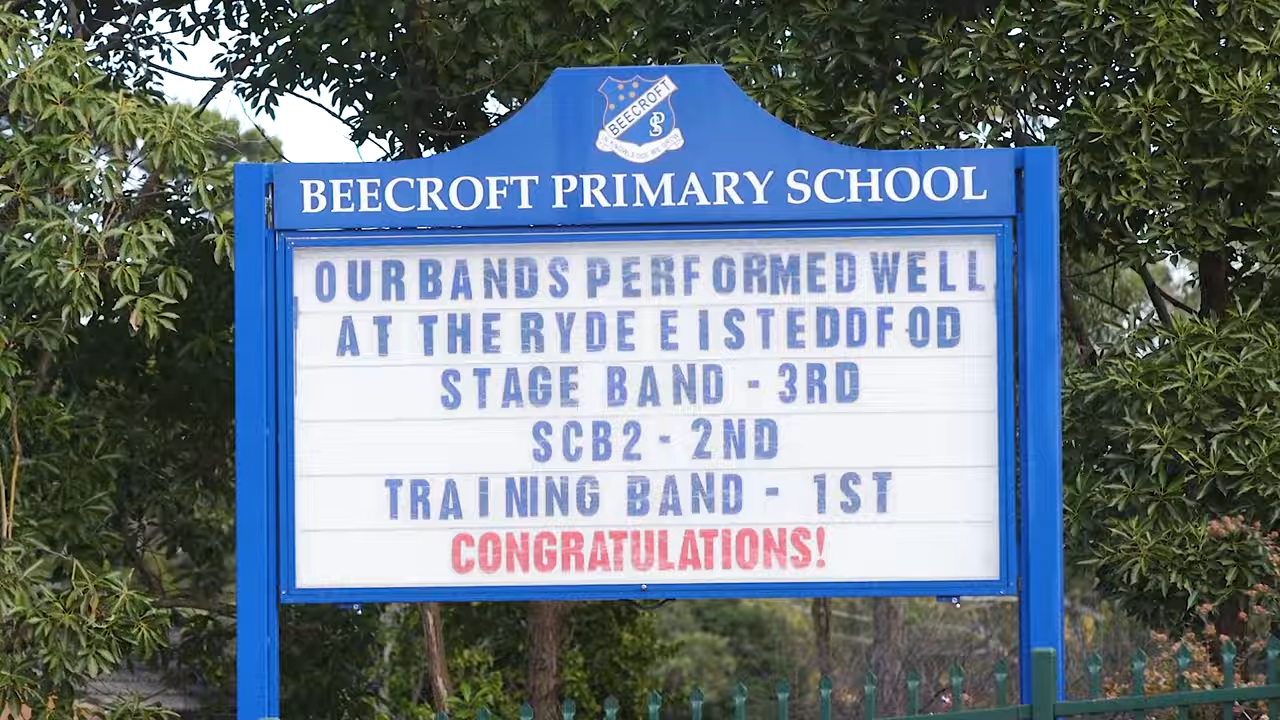 BEECROFT
PS
BEECROFT PRIMARY SCHOOL
OUR BANDS PERFORMED WELL
AT THE RYDE EISTEDDFOD
STAGE BAND - 3RD
SCB2 - 2ND
TRAINING BAND - 1ST
CONGRATULATIONS!